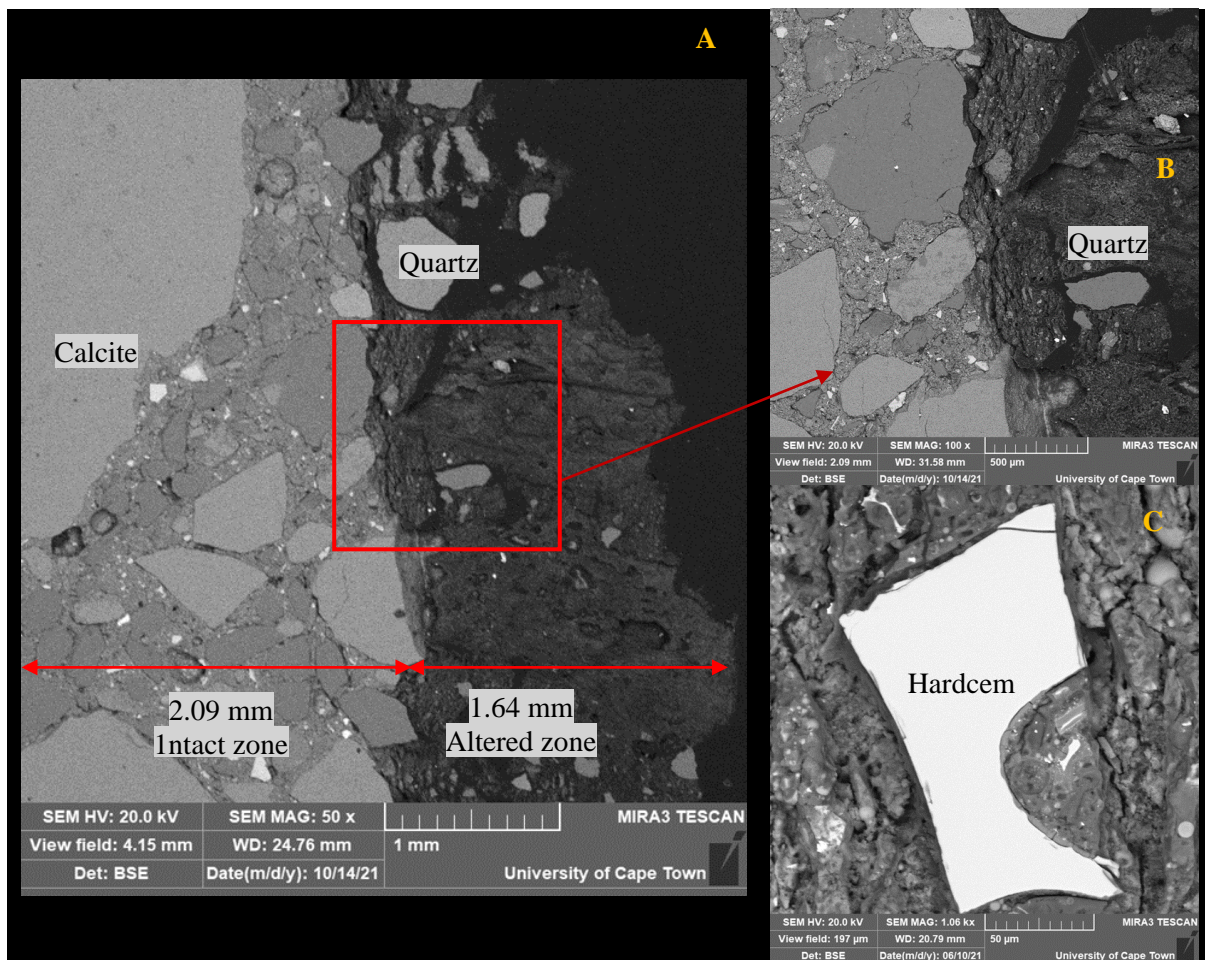 A
Quartz
Calcite
2.09 mm
1ntact zone
1.64 mm
Altered zone
SEM HV: 20.0 kV
SEM MAG: 50 x
MIRA3 TESCAN
View field: 4.15 mm
WD: 24.76 mm
1 mm
Det: BSE
Date(m/d/y): 10/14/21
University of Cape Town
B
Quartz
SEM HV: 20.0 kV
SEM MAG: 100 x
MIRA3 TESCAN
View field: 2.09 mm
WD: 31.58 mm
500 µm
Det: BSE
Date(m/d/y): 10/14/21
University of Cape Town
C
Hardcem
SEM HV: 20.0 kV
SEM MAG: 1.06 kx
MIRA3 TESCAN
View field: 197 µm
WD: 20.79 mm
50 µm
Det: BSE
Date(m/d/y): 06/10/21
University of Cape Town